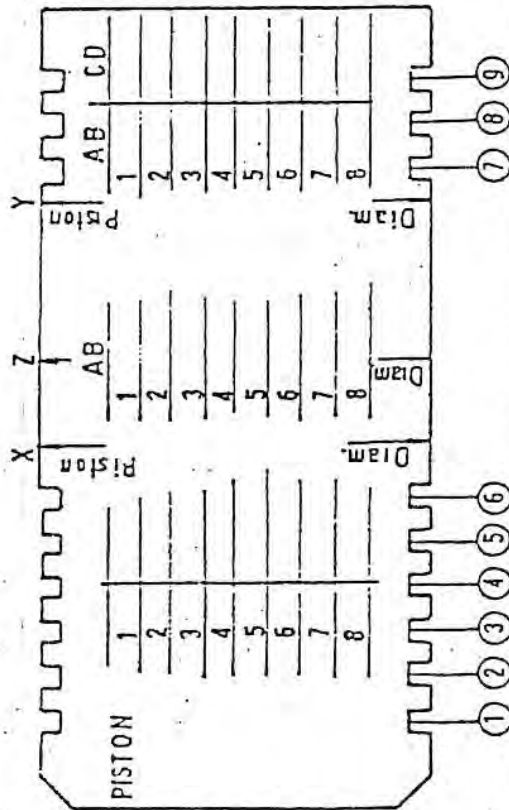 X Z Y
PISTON
Piston
Piston
AB
AB CD
1 1 1
2 2 2
3 3 3
4 4 4
5 5 5
6 6 6
7 7 7
8 8 8
Diam.
Diam
Diam.
① ② ③ ④ ⑤ ⑥ ⑦ ⑧ ⑨